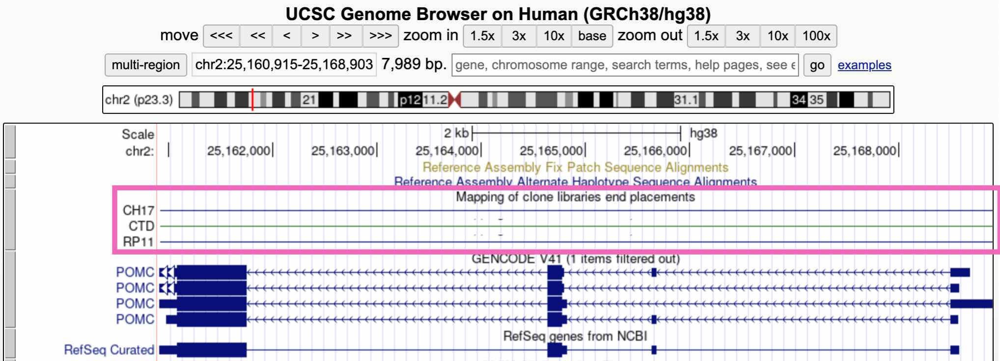 UCSC Genome Browser on Human (GRCh38/hg38)
move <<< << < > >> >>> zoom in 1.5x 3x 10x base zoom out 1.5x 3x 10x 100x
multi-region chr2:25,160,915-25,168,903 7,989 bp. gene, chromosome range, search terms, help pages, see go examples
chr2 (p23.3) 21 p12 11.2 31.1 34 35
Scale 2 kb hg38
chr2: 25,162,000 25,163,000 25,164,000 25,165,000 25,166,000 25,167,000 25,168,000
Reference Assembly Fix Patch Sequence Alignments
Reference Assembly Alternate Haplotype Sequence Alignments
Mapping of clone libraries end placements
CH17
CTD
RP11
GENCODE V41 (1 items filtered out)
POMC
POMC
POMC
POMC
RefSeq genes from NCBI
RefSeq Curated